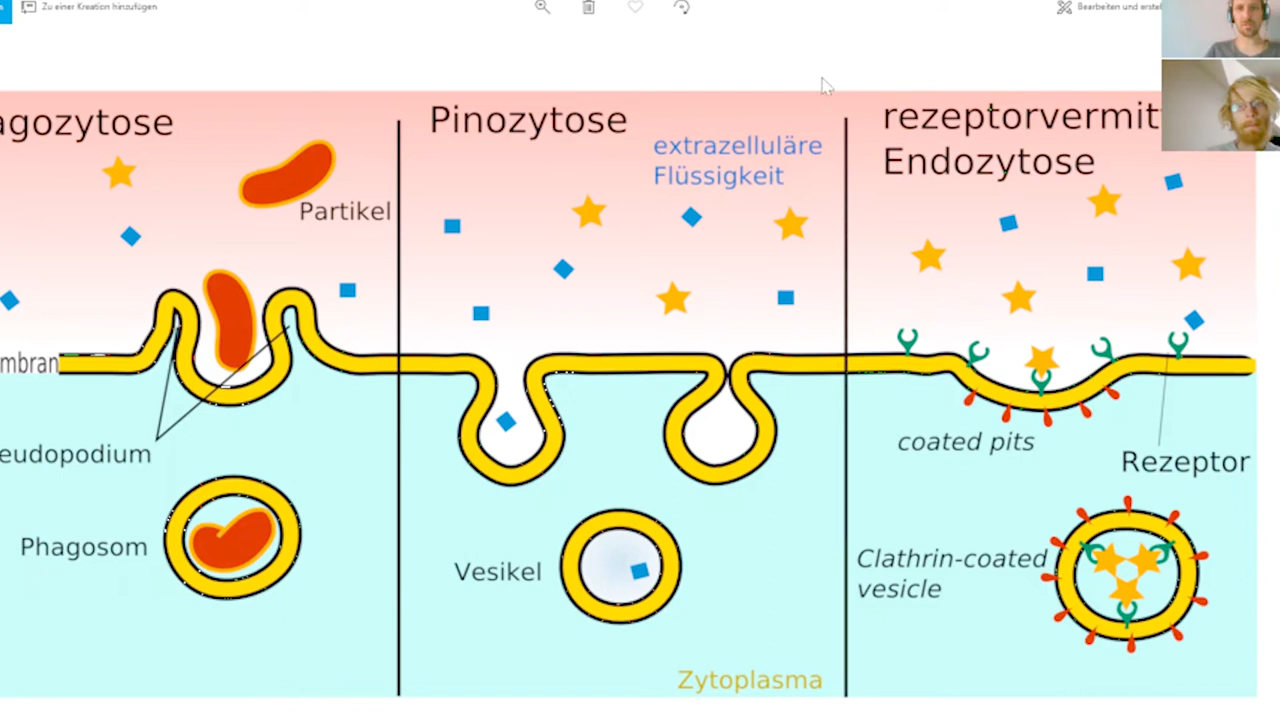 Zu einer Kreation hinzufügen
Bearbeiten und erstel
agozytose
Pinozytose
rezeptorvermit
Endozytose
extrazelluläre
Flüssigkeit
Partikel
mbran
eudopodium
coated pits
Rezeptor
Phagosom
Vesikel
Clathrin-coated
vesicle
Zytoplasma